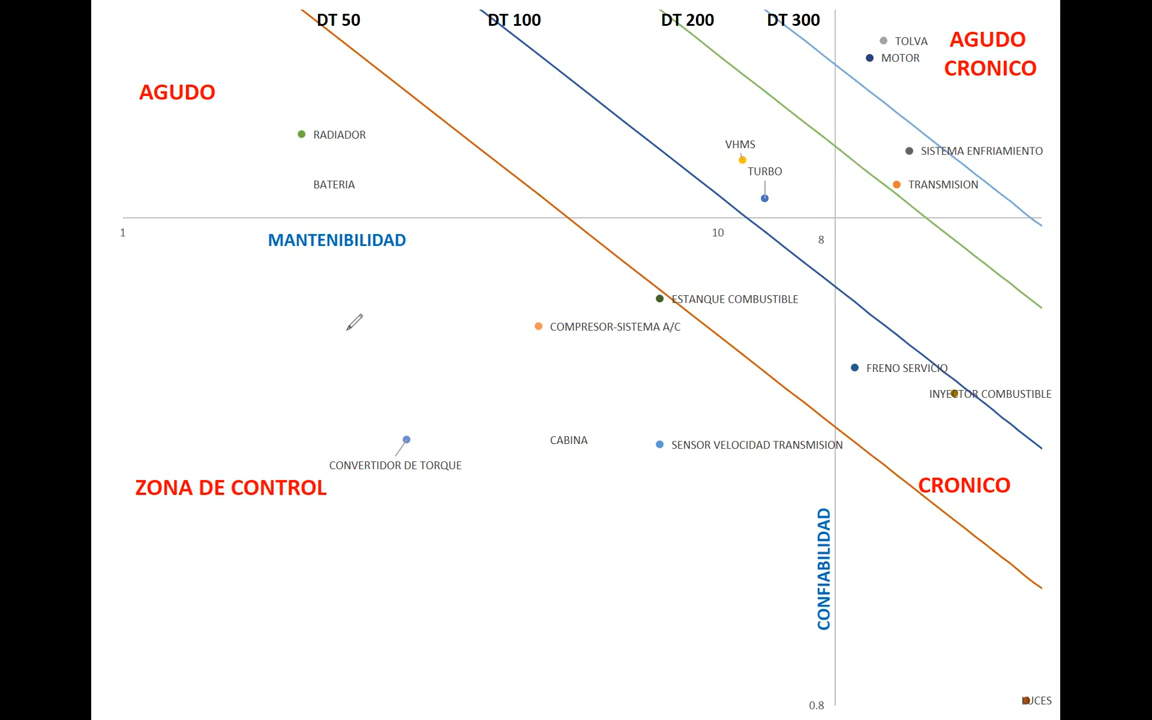 DT 50
DT 100
DT 200
DT 300
TOLVA
AGUDO
CRONICO
MOTOR
AGUDO
RADIADOR
VHMS
SISTEMA ENFRIAMIENTO
TURBO
BATERIA
TRANSMISION
1
MANTENIBILIDAD
10
8
ESTANQUE COMBUSTIBLE
COMPRESOR-SISTEMA A/C
FRENO SERVICIO
INYECTOR COMBUSTIBLE
CABINA
SENSOR VELOCIDAD TRANSMISION
CONVERTIDOR DE TORQUE
ZONA DE CONTROL
CRONICO
CONFIABILIDAD
LUCES
0.8